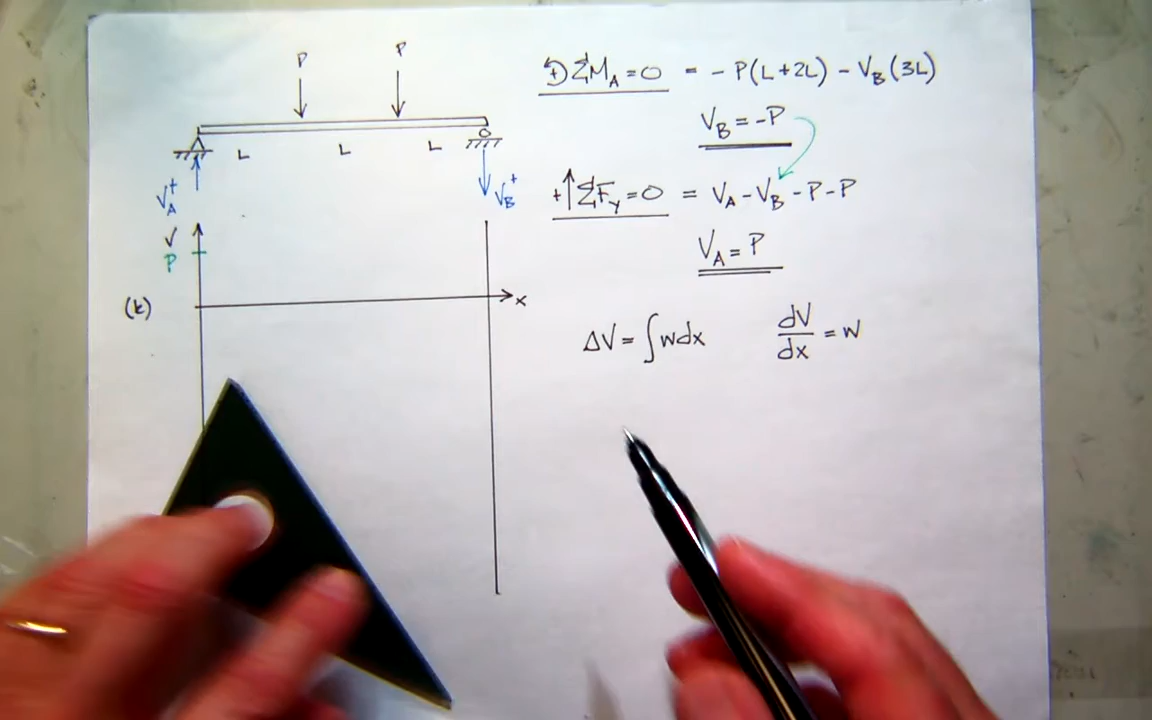 P P
L L L
V_A^+ V_B^+
V
P
(k)
x
+↺ΣM_A=0 = -P(L+2L) - V_B(3L)
V_B = -P
+↑ΣF_y=0 = V_A-V_B-P-P
V_A = P
ΔV = ∫wdx dV/dx = w